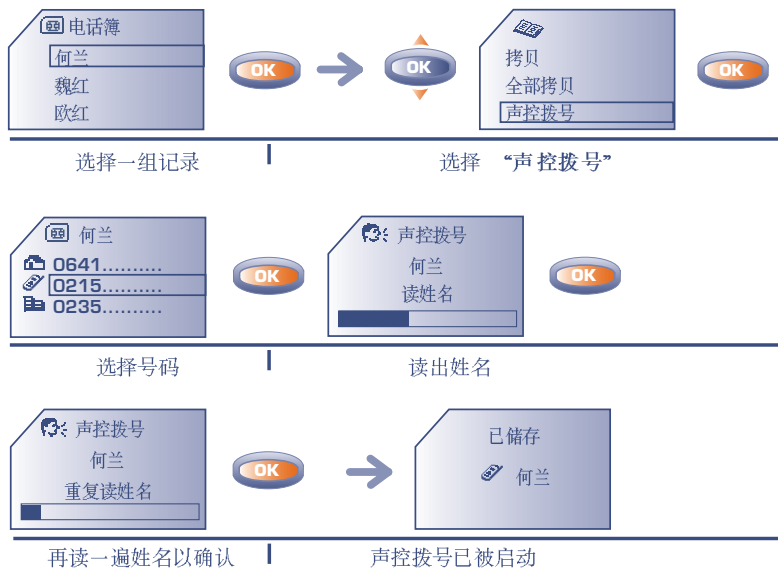 电话簿
何兰
魏红
欧红
OK
OK
拷贝
全部拷贝
声控拨号
OK
选择一组记录
选择 “声控拨号”
何兰
0641..........
0215..........
0235..........
OK
声控拨号
何兰
读姓名
OK
选择号码
读出姓名
声控拨号
何兰
重复读姓名
OK
已储存
何兰
再读一遍姓名以确认
声控拨号已被启动